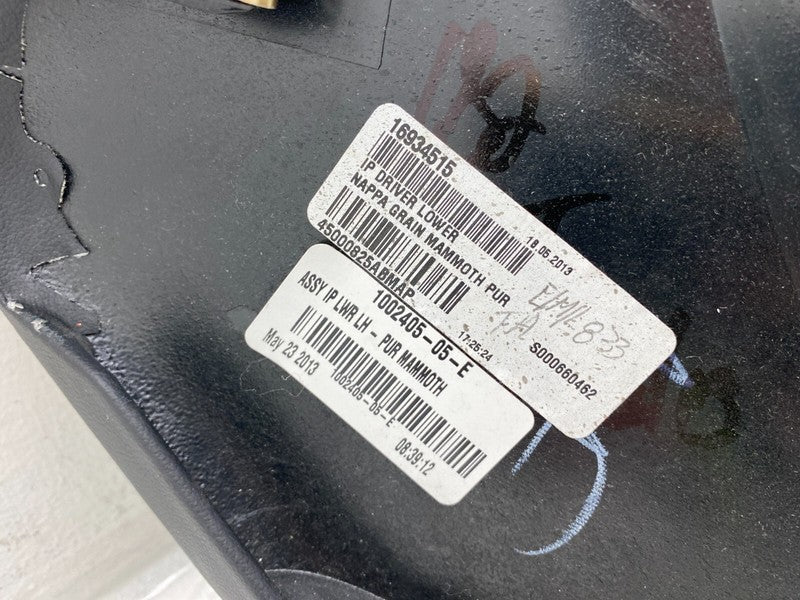 16934515
IP DRIVER LOWER
NAPPA GRAIN MAMMOTH PUR
18.05.2013
45000825ABMAP
17:26:24
S000660462
1002405-05-E
ASSY IP LWR LH - PUR MAMMOTH
1002405-05-E
May 23 2013
08:39:12